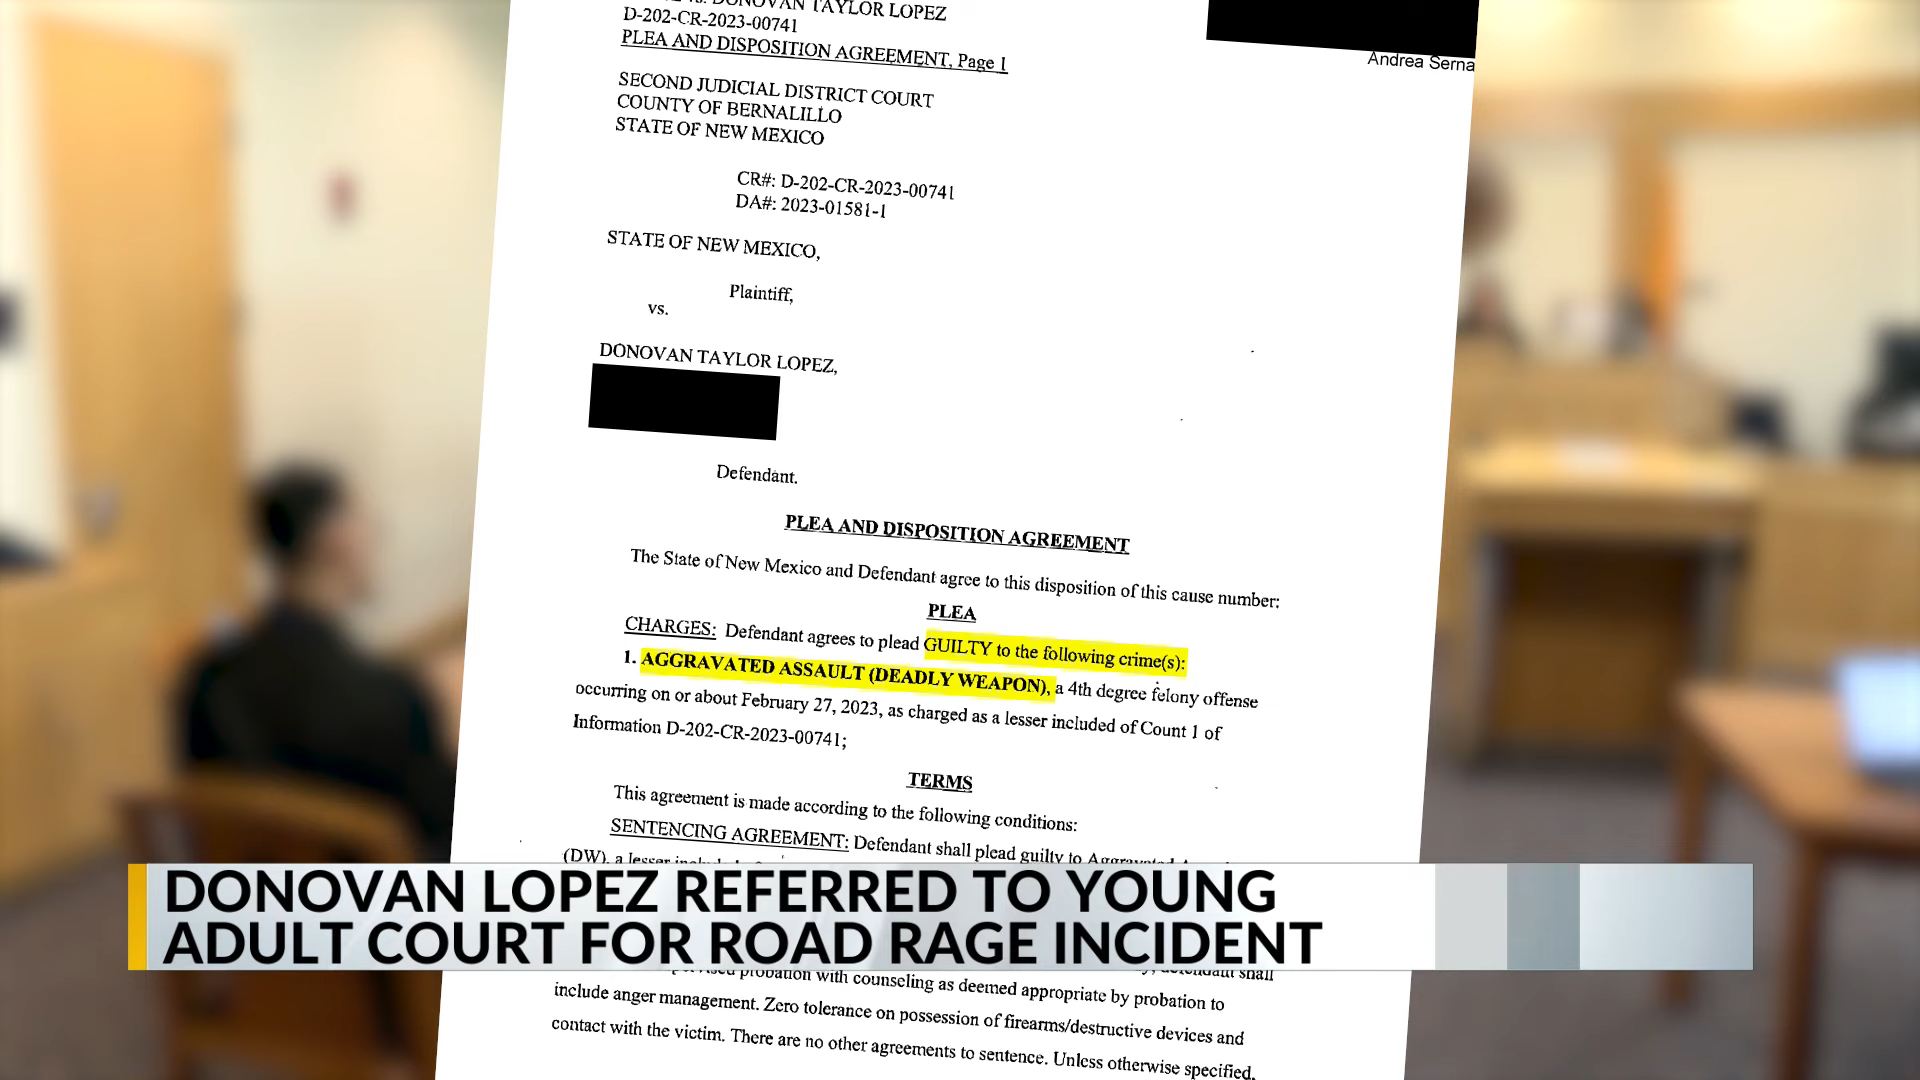 DONOVAN TAYLOR LOPEZ
D-202-CR-2023-00741
PLEA AND DISPOSITION AGREEMENT, Page 1
Andrea Serna
SECOND JUDICIAL DISTRICT COURT
COUNTY OF BERNALILLO
STATE OF NEW MEXICO
CR#: D-202-CR-2023-00741
DA#: 2023-01581-1
STATE OF NEW MEXICO,
Plaintiff,
vs.
DONOVAN TAYLOR LOPEZ,
Defendant.
PLEA AND DISPOSITION AGREEMENT
The State of New Mexico and Defendant agree to this disposition of this cause number:
PLEA
CHARGES: Defendant agrees to plead GUILTY to the following crime(s):
1. AGGRAVATED ASSAULT (DEADLY WEAPON), a 4th degree felony offense
occurring on or about February 27, 2023, as charged as a lesser included of Count 1 of
Information D-202-CR-2023-00741;
TERMS
This agreement is made according to the following conditions:
SENTENCING AGREEMENT: Defendant shall plead guilty to Aggravated
(DW), a lesser
DONOVAN LOPEZ REFERRED TO YOUNG
ADULT COURT FOR ROAD RAGE INCIDENT
probation with counseling as deemed appropriate by probation to
include anger management. Zero tolerance on possession of firearms/destructive devices and
contact with the victim. There are no other agreements to sentence. Unless otherwise specified,